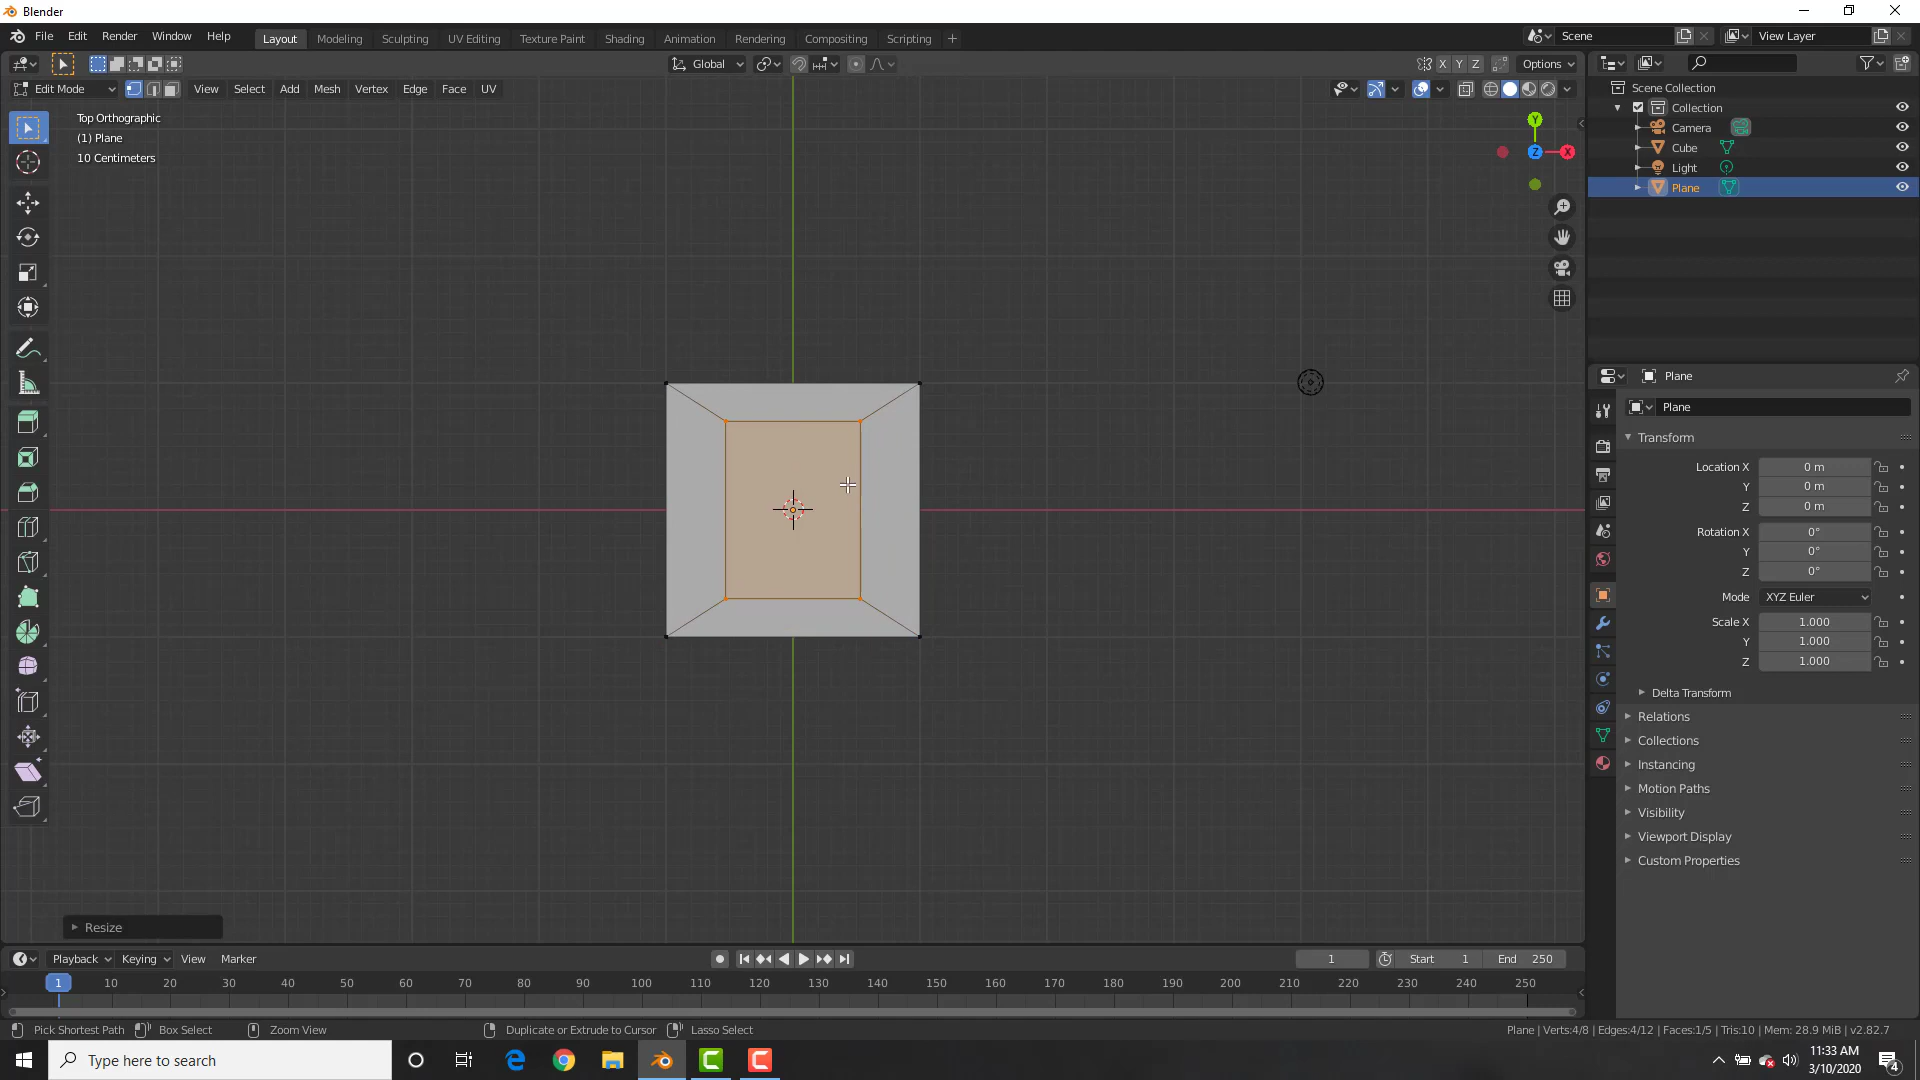 Blender
File Edit Render Window Help
Layout Modeling Sculpting UV Editing Texture Paint Shading Animation Rendering Compositing Scripting +
Scene
View Layer
Global
X Y Z Options
Edit Mode View Select Add Mesh Vertex Edge Face UV
Top Orthographic
(1) Plane
10 Centimeters
Y
Z X
Scene Collection
Collection
Camera
Cube
Light
Plane
Plane
Plane
Transform
Location X 0 m
Y 0 m
Z 0 m
Rotation X 0°
Y 0°
Z 0°
Mode XYZ Euler
Scale X 1.000
Y 1.000
Z 1.000
Delta Transform
Relations
Collections
Instancing
Motion Paths
Visibility
Viewport Display
Custom Properties
Resize
Playback Keying View Marker
1 Start 1 End 250
1 10 20 30 40 50 60 70 80 90 100 110 120 130 140 150 160 170 180 190 200 210 220 230 240 250
Pick Shortest Path Box Select Zoom View Duplicate or Extrude to Cursor Lasso Select
Plane | Verts:4/8 | Edges:4/12 | Faces:1/5 | Tris:10 | Mem: 28.9 MiB | v2.82.7
Type here to search
11:33 AM
3/10/2020
4